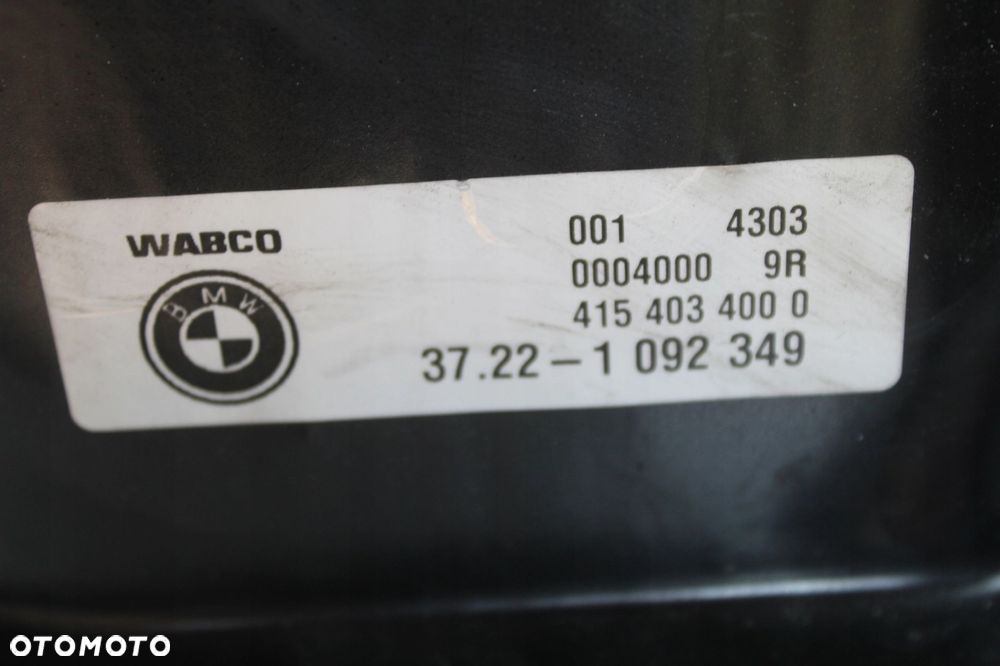 WABCO
BMW
001 4303
0004000 9R
415 403 400 0
37.22-1 092 349
OTOMOTO